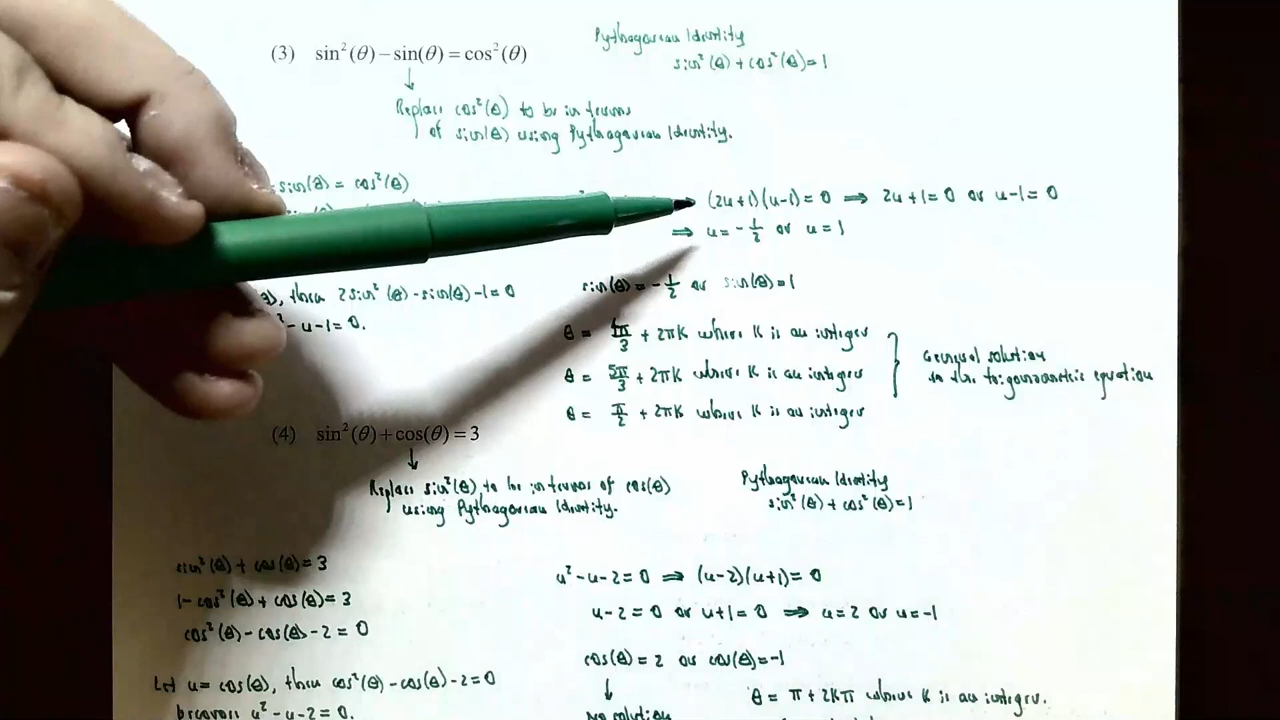 (3) sin²(θ)−sin(θ)=cos²(θ)
Pythagorean Identity
sin²(θ)+cos²(θ)=1
↓
Replace cos²(θ) to be in terms
of sin(θ) using Pythagorean Identity.
sin(θ) = cos²(θ)
(2u+1)(u-1)=0 ⟹ 2u+1=0 or u-1=0
⟹ u=-1/2 or u=1
, then 2sin²(θ)-sin(θ)-1=0
-u-1=0.
sin(θ)=-1/2 or sin(θ)=1
θ = 4π/3 + 2πK where K is an integer
θ = 5π/3 + 2πK where K is an integer
θ = π/2 + 2πK where K is an integer
General solution
to the trigonometric equation
(4) sin²(θ)+cos(θ)=3
↓
Replace sin²(θ) to be in terms of cos(θ)
using Pythagorean Identity.
Pythagorean Identity
sin²(θ)+cos²(θ)=1
sin²(θ)+cos(θ)=3
1-cos²(θ)+cos(θ)=3
cos²(θ)-cos(θ)-2=0
Let u=cos(θ), then cos²(θ)-cos(θ)-2=0
becomes u²-u-2=0.
u²-u-2=0 ⟹ (u-2)(u+1)=0
u-2=0 or u+1=0 ⟹ u=2 or u=-1
cos(θ)=2 or cos(θ)=-1
↓
No solution
θ = π+2Kπ where K is an integer.